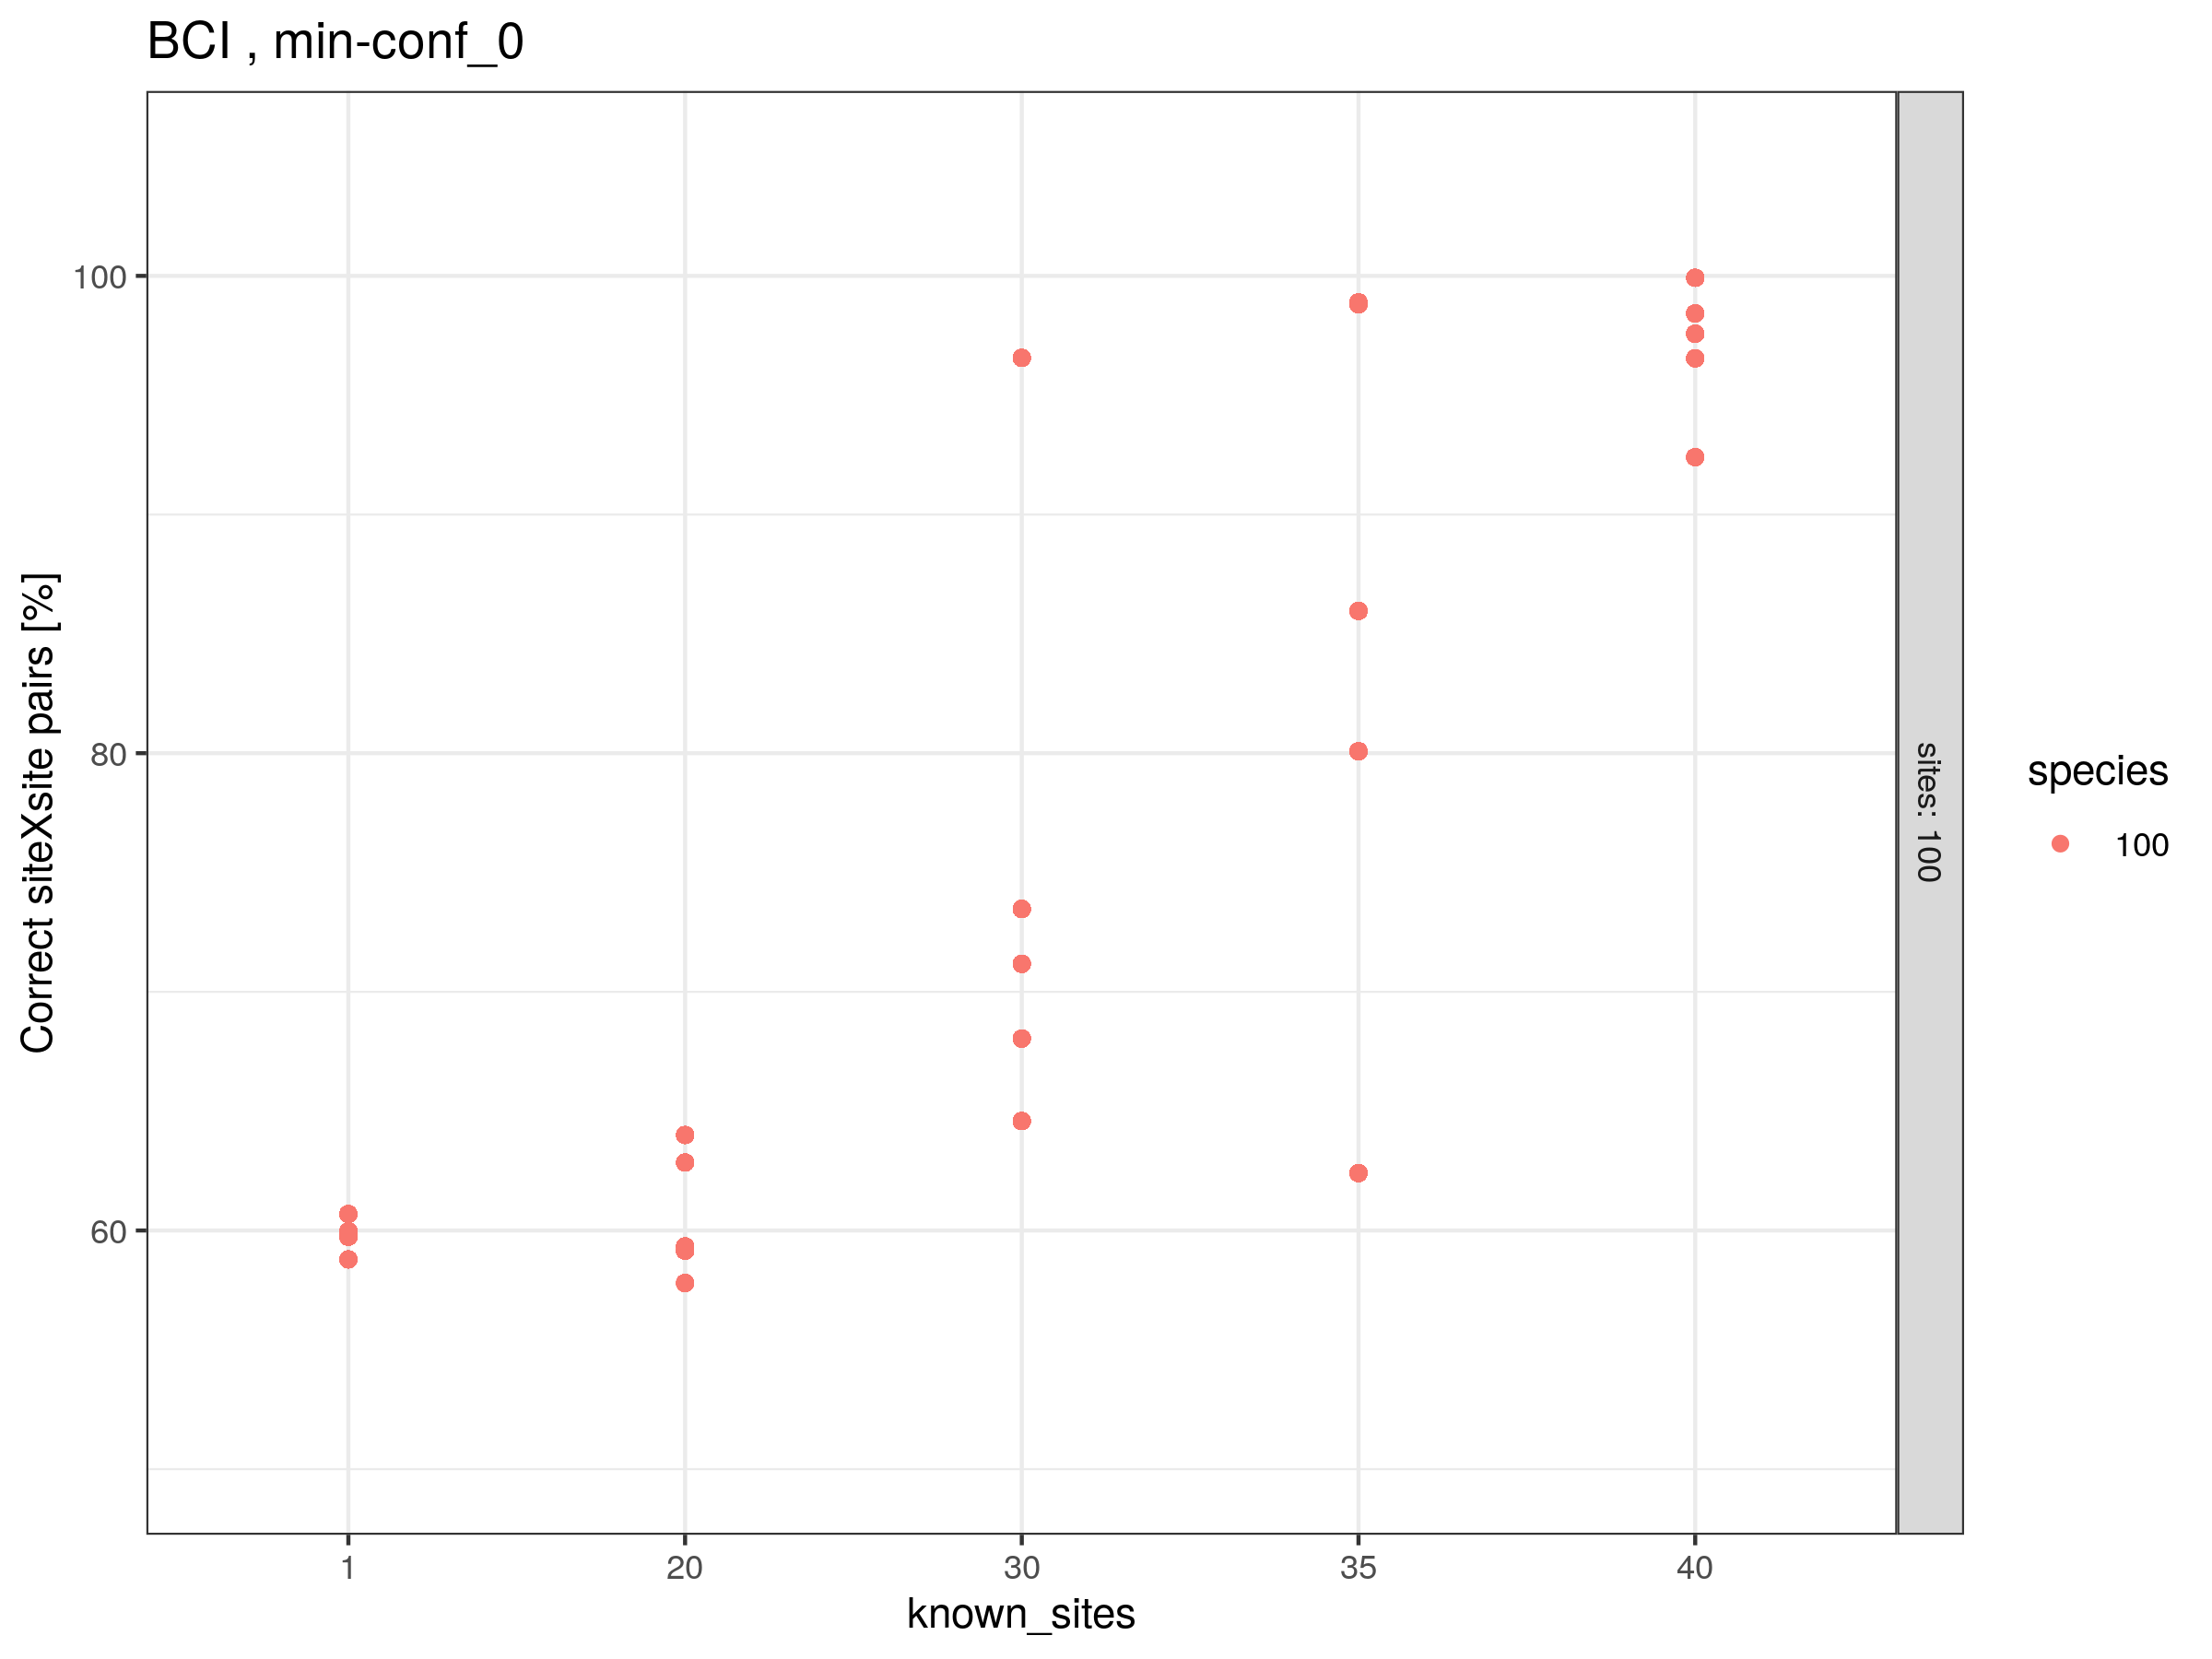 BCI , min-conf_0
Correct siteXsite pairs [%]
100
80
60
1
20
30
35
40
known_sites
sites: 100
species
100